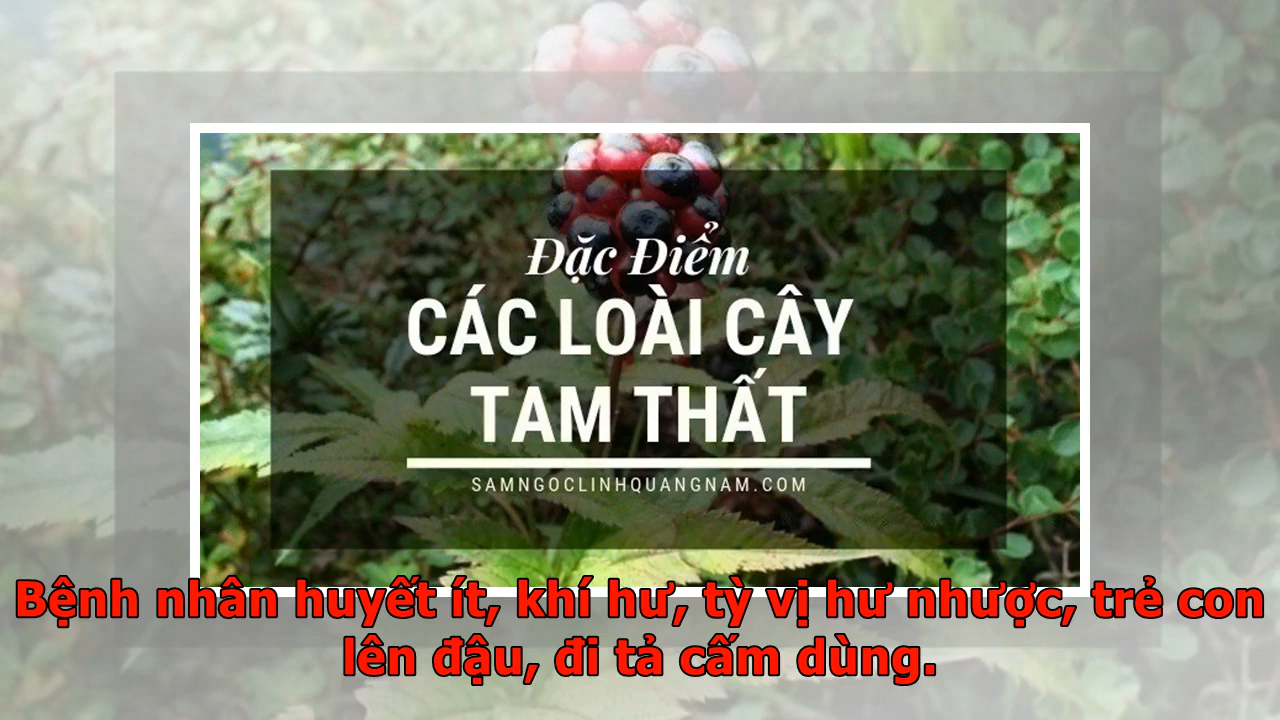 Đặc Điểm
CÁC LOÀI CÂY
TAM THẤT
SAMNGOCLINHQUANGNAM.COM
Bệnh nhân huyết ít, khí hư, tỳ vị hư nhược, trẻ con
lên đậu, đi tả cấm dùng.